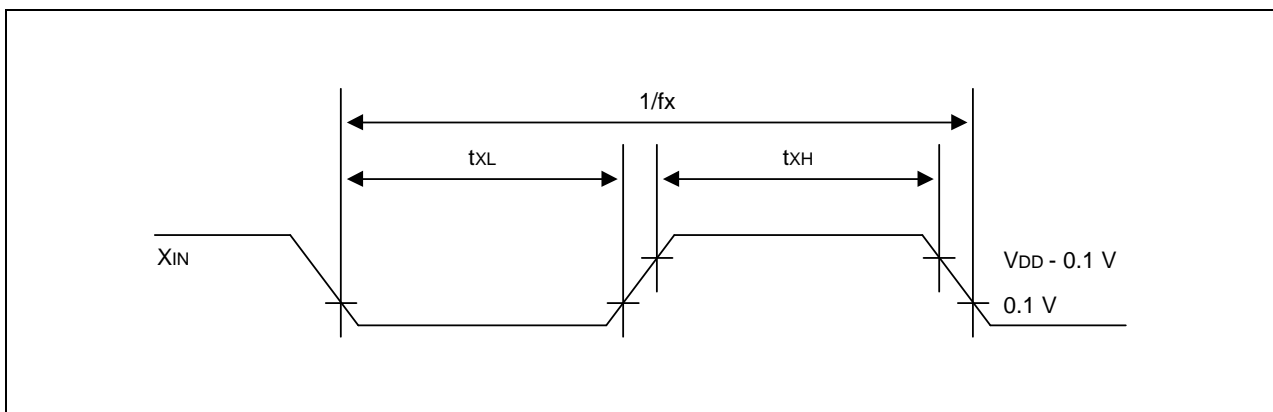 1/fx
tXL
tXH
XIN
VDD - 0.1 V
0.1 V